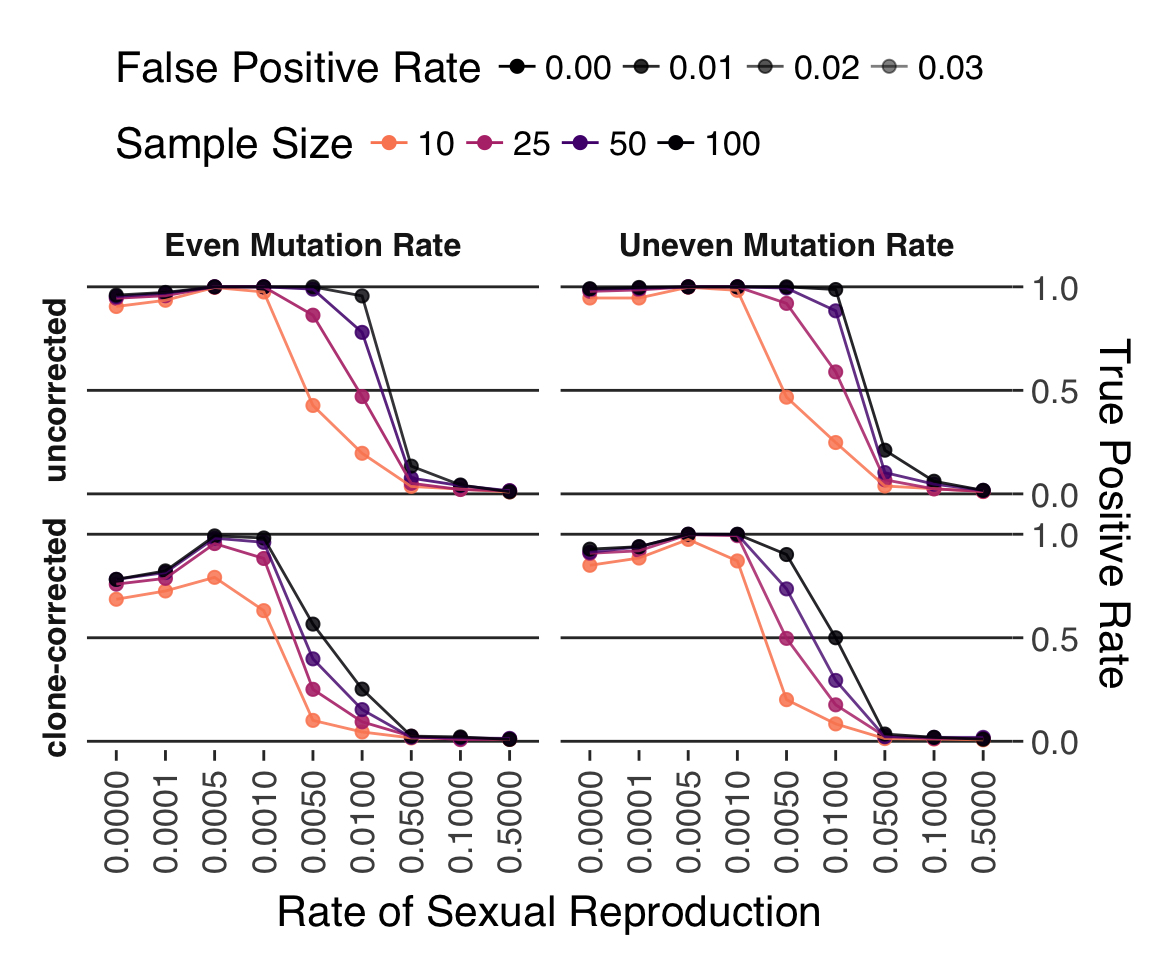 False Positive Rate 0.00 0.01 0.02 0.03
Sample Size 10 25 50 100
Even Mutation Rate Uneven Mutation Rate
uncorrected
1.0
0.5
0.0
clone-corrected
1.0
0.5
0.0
True Positive Rate
0.0000 0.0001 0.0005 0.0010 0.0050 0.0100 0.0500 0.1000 0.5000 0.0000 0.0001 0.0005 0.0010 0.0050 0.0100 0.0500 0.1000 0.5000
Rate of Sexual Reproduction